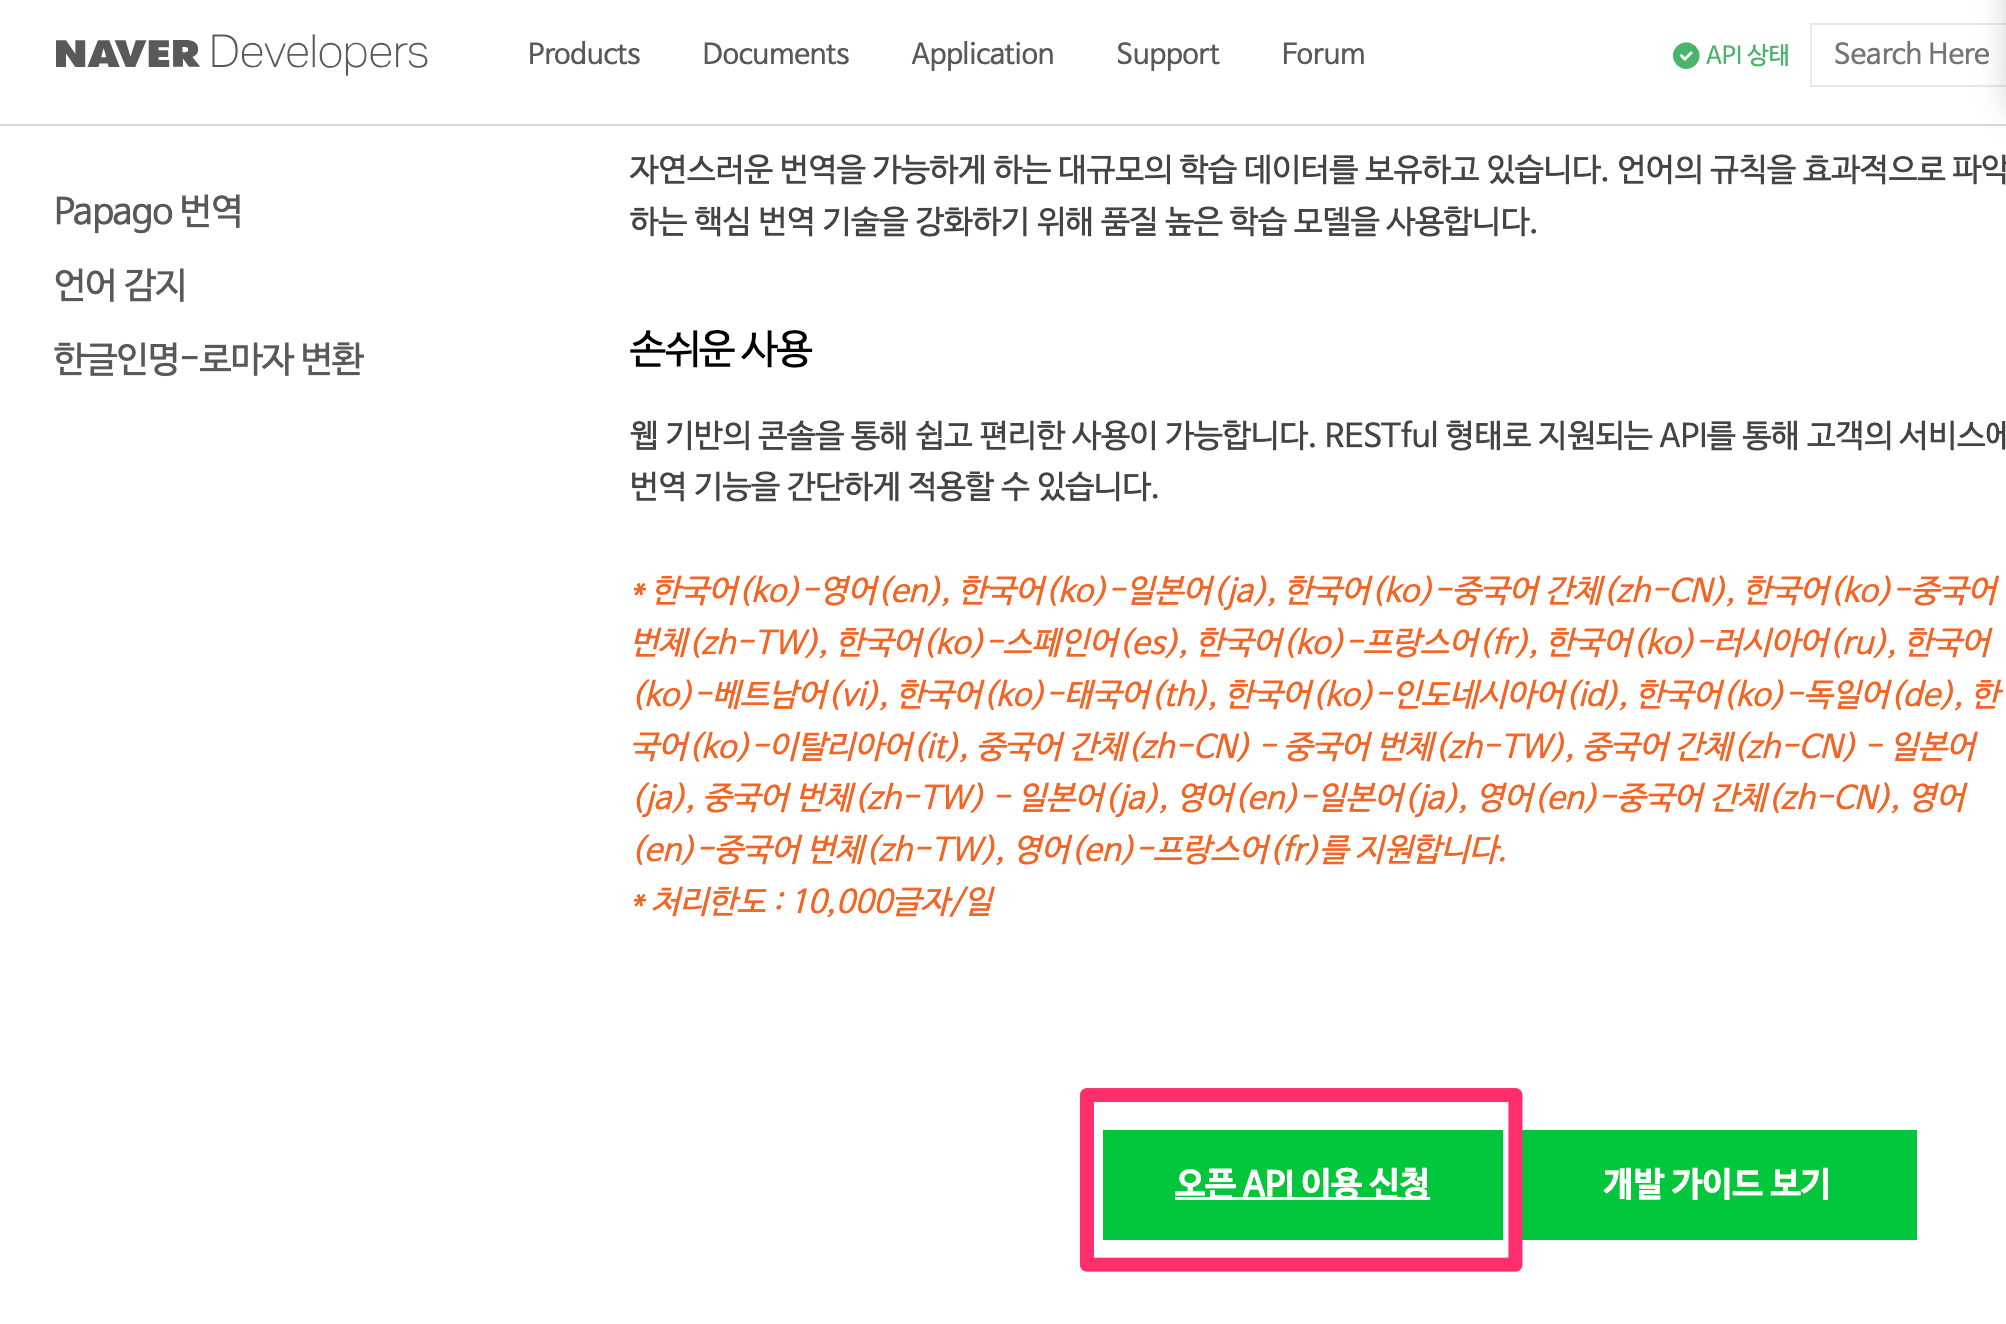 NAVER Developers
Products
Documents
Application
Support
Forum
API 상태
Search Here
Papago 번역
언어 감지
한글인명-로마자 변환
자연스러운 번역을 가능하게 하는 대규모의 학습 데이터를 보유하고 있습니다. 언어의 규칙을 효과적으로 파악
하는 핵심 번역 기술을 강화하기 위해 품질 높은 학습 모델을 사용합니다.
손쉬운 사용
웹 기반의 콘솔을 통해 쉽고 편리한 사용이 가능합니다. RESTful 형태로 지원되는 API를 통해 고객의 서비스에
번역 기능을 간단하게 적용할 수 있습니다.
* 한국어(ko)-영어(en), 한국어(ko)-일본어(ja), 한국어(ko)-중국어 간체(zh-CN), 한국어(ko)-중국어
번체(zh-TW), 한국어(ko)-스페인어(es), 한국어(ko)-프랑스어(fr), 한국어(ko)-러시아어(ru), 한국어
(ko)-베트남어(vi), 한국어(ko)-태국어(th), 한국어(ko)-인도네시아어(id), 한국어(ko)-독일어(de), 한
국어(ko)-이탈리아어(it), 중국어 간체(zh-CN) - 중국어 번체(zh-TW), 중국어 간체(zh-CN) - 일본어
(ja), 중국어 번체(zh-TW) - 일본어(ja), 영어(en)-일본어(ja), 영어(en)-중국어 간체(zh-CN), 영어
(en)-중국어 번체(zh-TW), 영어(en)-프랑스어(fr)를 지원합니다.
* 처리한도 : 10,000글자/일
오픈 API 이용 신청
개발 가이드 보기